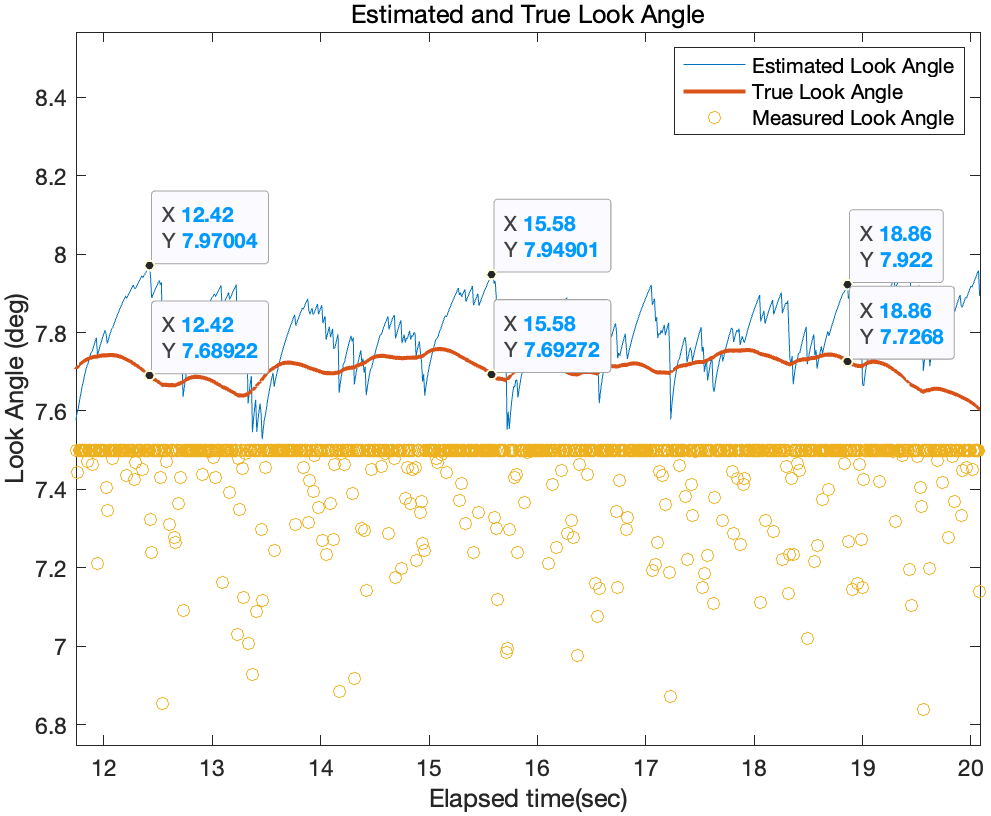 Estimated and True Look Angle
Estimated Look Angle
True Look Angle
Measured Look Angle
X 12.42
Y 7.97004
X 12.42
Y 7.68922
X 15.58
Y 7.94901
X 15.58
Y 7.69272
X 18.86
Y 7.922
X 18.86
Y 7.7268
Look Angle (deg)
8.4
8.2
8
7.8
7.6
7.4
7.2
7
6.8
12
13
14
15
16
17
18
19
20
Elapsed time(sec)